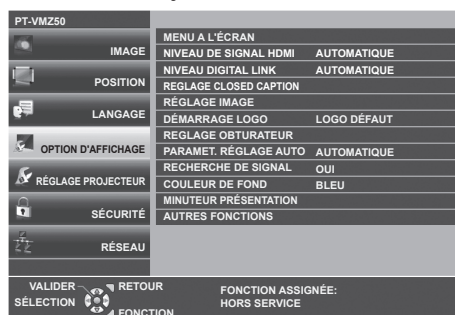 PT-VMZ50
IMAGE
POSITION
LANGAGE
OPTION D'AFFICHAGE
RÉGLAGE PROJECTEUR
SÉCURITÉ
RÉSEAU
MENU A L'ÉCRAN
NIVEAU DE SIGNAL HDMI AUTOMATIQUE
NIVEAU DIGITAL LINK AUTOMATIQUE
REGLAGE CLOSED CAPTION
RÉGLAGE IMAGE
DÉMARRAGE LOGO LOGO DÉFAUT
REGLAGE OBTURATEUR
PARAMET. RÉGLAGE AUTO AUTOMATIQUE
RECHERCHE DE SIGNAL OUI
COULEUR DE FOND BLEU
MINUTEUR PRÉSENTATION
AUTRES FONCTIONS
VALIDER RETOUR
SÉLECTION
FONCTION
FONCTION ASSIGNÉE:
HORS SERVICE